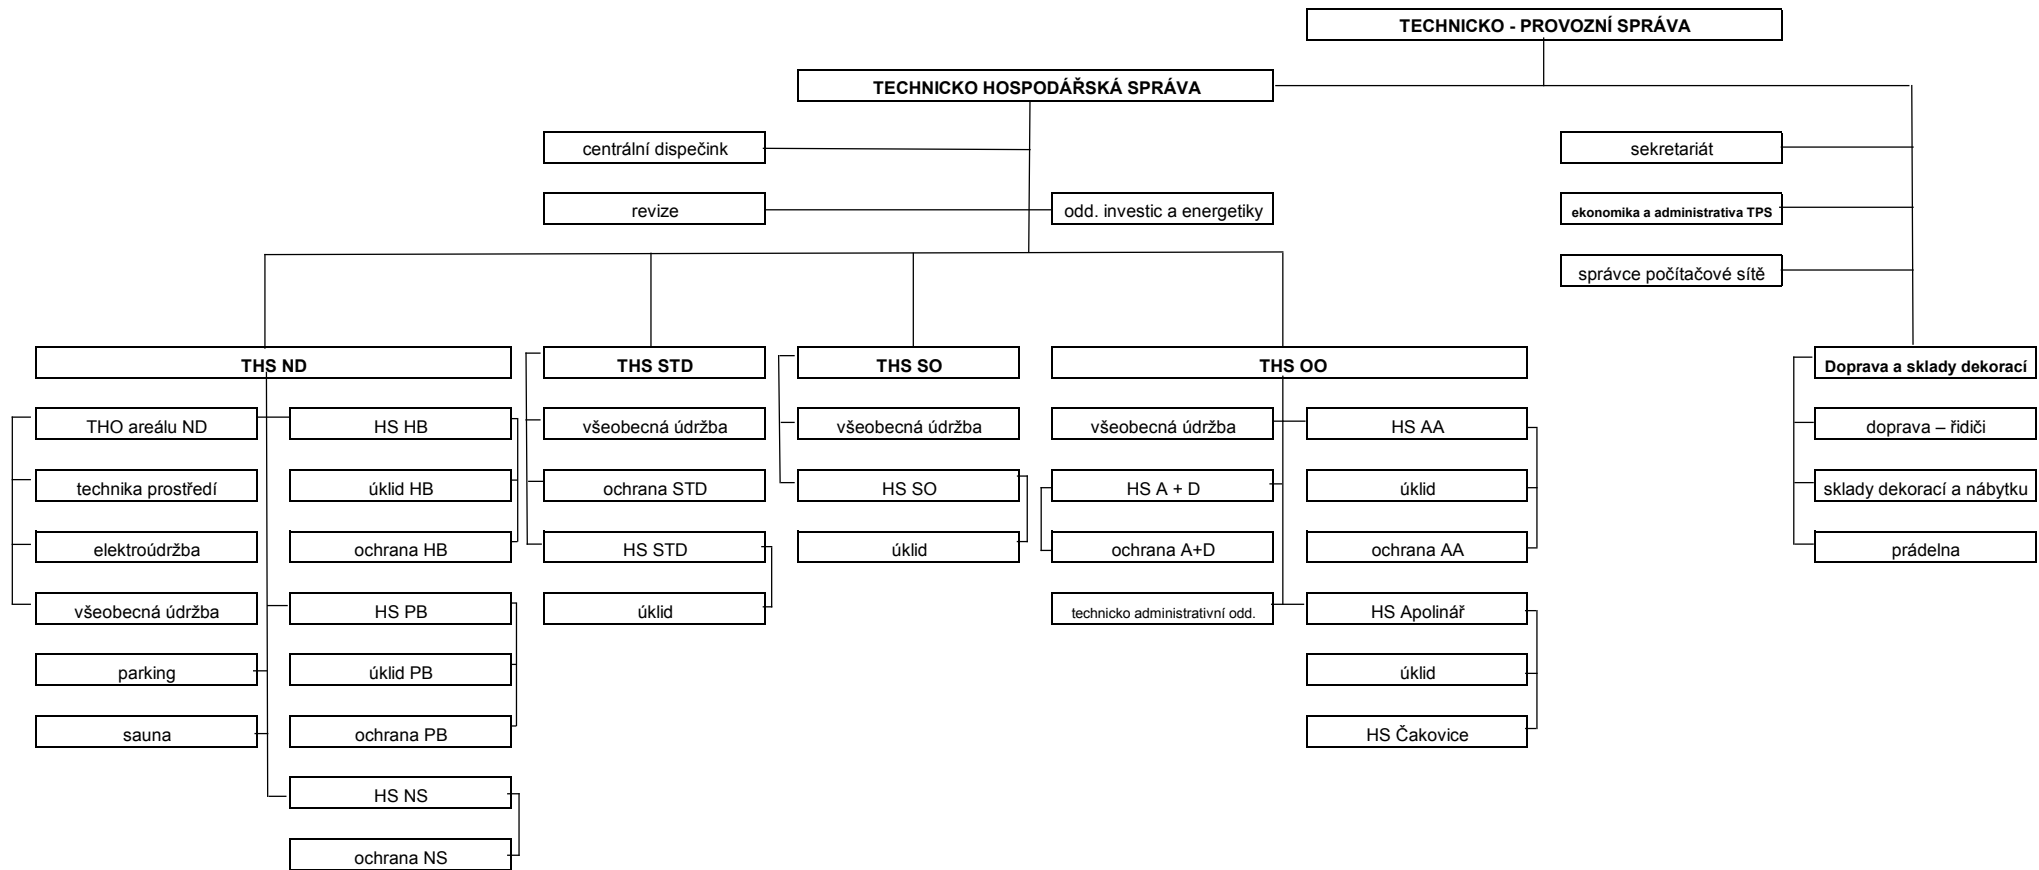 TECHNICKO - PROVOZNÍ SPRÁVA
TECHNICKO HOSPODÁŘSKÁ SPRÁVA
centrální dispečink
sekretariát
revize
odd. investic a energetiky
ekonomika a administrativa TPS
správce počítačové sítě
THS ND
THS STD
THS SO
THS OO
Doprava a sklady dekorací
THO areálu ND
HS HB
všeobecná údržba
všeobecná údržba
všeobecná údržba
HS AA
doprava – řidiči
technika prostředí
úklid HB
ochrana STD
HS SO
HS A + D
úklid
sklady dekorací a nábytku
elektroúdržba
ochrana HB
HS STD
úklid
ochrana A+D
ochrana AA
prádelna
všeobecná údržba
HS PB
úklid
technicko administrativní odd.
HS Apolinář
parking
úklid PB
úklid
sauna
ochrana PB
HS Čakovice
HS NS
ochrana NS